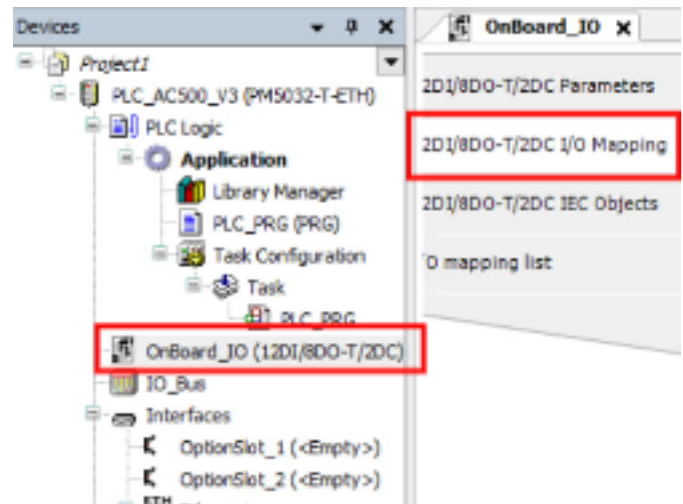 Devices
Project1
PLC_AC500_V3 (PM5032-T-ETH)
PLC Logic
Application
Library Manager
PLC_PRG (PRG)
Task Configuration
Task
PLC_PRG
OnBoard_IO (12DI/8DO-T/2DC)
IO_Bus
Interfaces
OptionSlot_1 (<Empty>)
OptionSlot_2 (<Empty>)
OnBoard_IO
2DI/8DO-T/2DC Parameters
2DI/8DO-T/2DC I/O Mapping
2DI/8DO-T/2DC IEC Objects
O mapping list